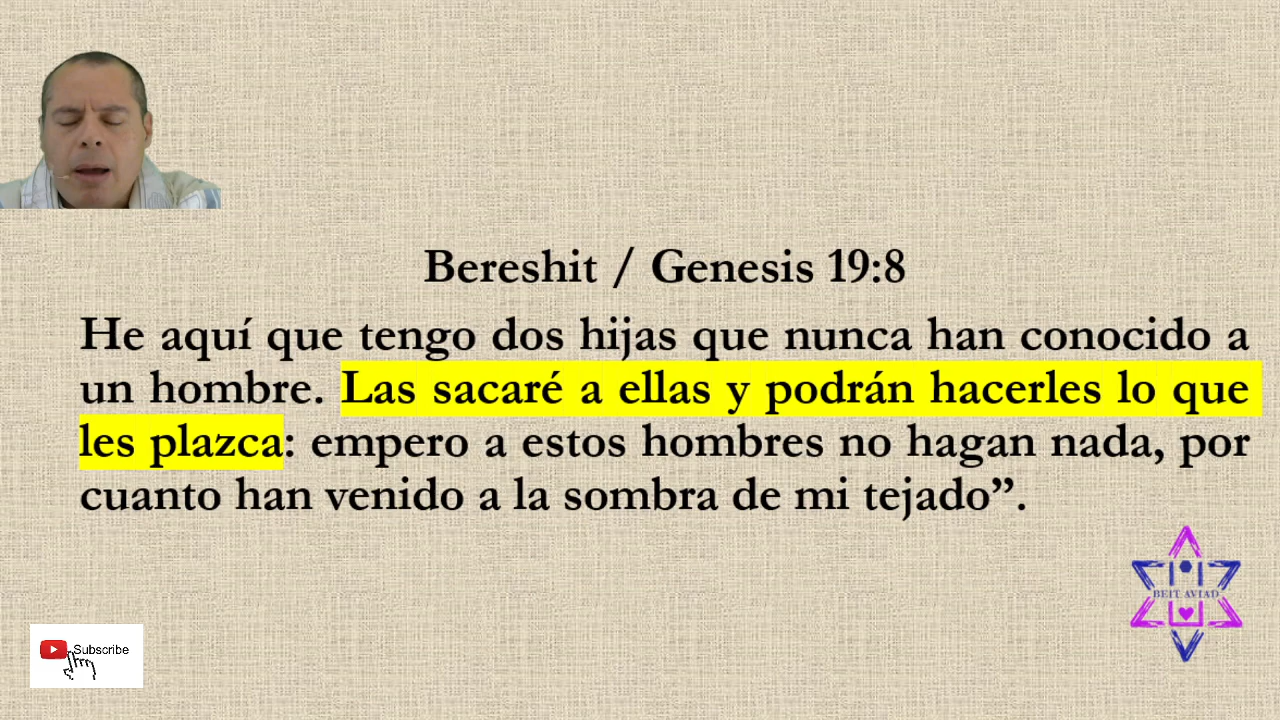 Bereshit / Genesis 19:8
He aquí que tengo dos hijas que nunca han conocido a
un hombre. Las sacaré a ellas y podrán hacerles lo que
les plazca: empero a estos hombres no hagan nada, por
cuanto han venido a la sombra de mi tejado”.
BEIT AVIAD
Subscribe